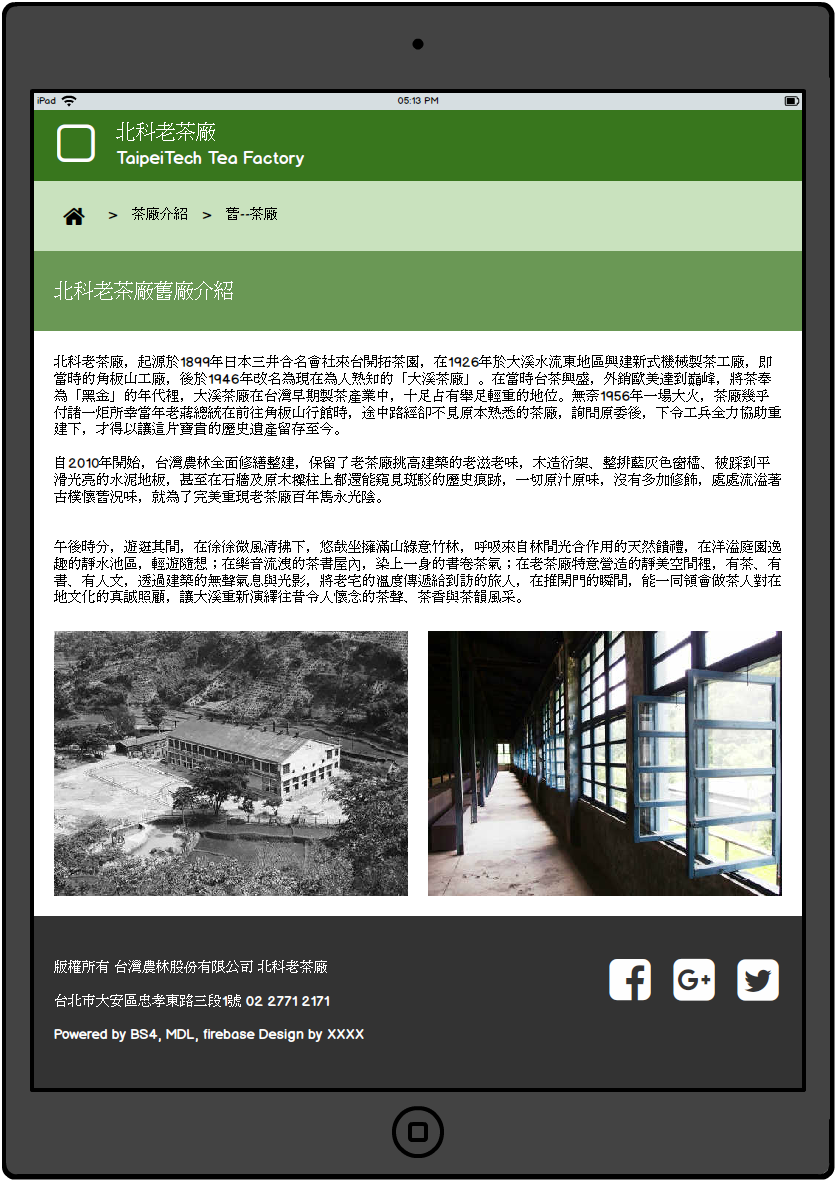 iPad
05:13 PM
北科老茶廠
TaipeiTech Tea Factory
> 茶廠介紹 > 舊--茶廠
北科老茶廠舊廠介紹
北科老茶廠，起源於1899年日本三井合名會社來台開拓茶園，在1926年於大溪水流東地區興建新式機械製茶工廠，即
當時的角板山工廠，後於1946年改名為現在為人熟知的「大溪茶廠」。在當時台茶興盛，外銷歐美達到巔峰，將茶奉
為「黑金」的年代裡，大溪茶廠在台灣早期製茶產業中，十足占有舉足輕重的地位。無奈1956年一場大火，茶廠幾乎
付諸一炬所幸當年老蔣總統在前往角板山行館時，途中路經卻不見原本熟悉的茶廠，詢問原委後，下令工兵全力協助重
建下，才得以讓這片寶貴的歷史遺產留存至今。
自2010年開始，台灣農林全面修繕整建，保留了老茶廠挑高建築的老滋老味，木造衍架、整排藍灰色窗櫺、被踩到平
滑光亮的水泥地板，甚至在石牆及原木樑柱上都還能窺見斑駁的歷史痕跡，一切原汁原味，沒有多加修飾，處處流溢著
古樸懷舊況味，就為了完美重現老茶廠百年雋永光陰。
午後時分，遊逛其間，在徐徐微風清拂下，悠哉坐擁滿山綠意竹林，呼吸來自林間光合作用的天然饋禮，在洋溢庭園逸
趣的靜水池區，輕遊隨想；在樂音流洩的茶書屋內，染上一身的書卷茶氣；在老茶廠特意營造的靜美空間裡，有茶、有
書、有人文，透過建築的無聲氣息與光影，將老宅的溫度傳遞給到訪的旅人，在推開門的瞬間，能一同領會做茶人對在
地文化的真誠照顧，讓大溪重新演繹往昔令人懷念的茶聲、茶香與茶韻風采。
版權所有 台灣農林股份有限公司 北科老茶廠
台北市大安區忠孝東路三段1號 02 2771 2171
Powered by BS4, MDL, firebase Design by XXXX